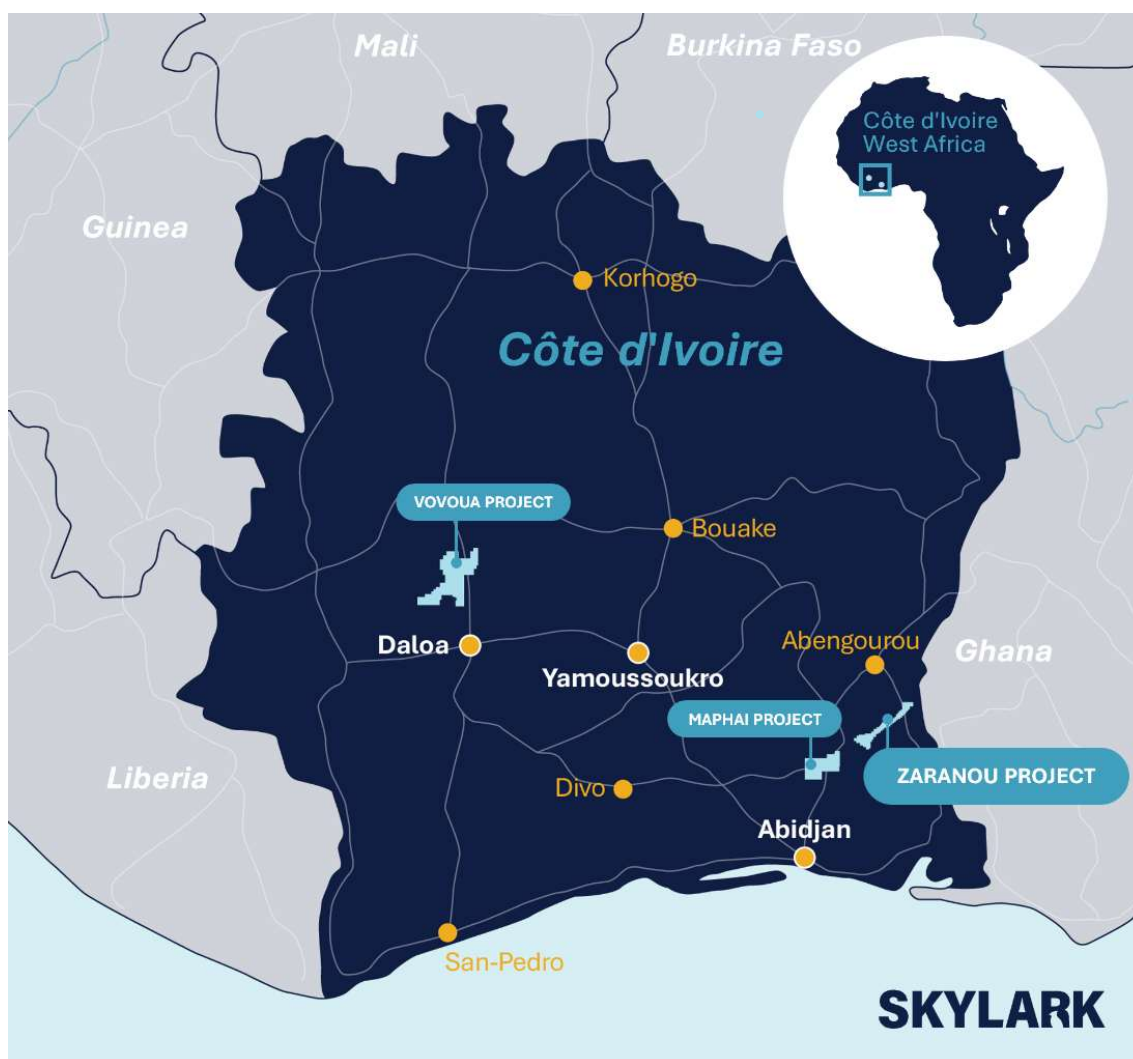 Mali
Burkina Faso
Côte d'Ivoire
West Africa
Guinea
Korhogo
Côte d'Ivoire
VOVOUA PROJECT
Bouake
Daloa
Yamoussoukro
Abengourou
Ghana
MAPHAI PROJECT
ZARANOU PROJECT
Liberia
Divo
Abidjan
San-Pedro
SKYLARK